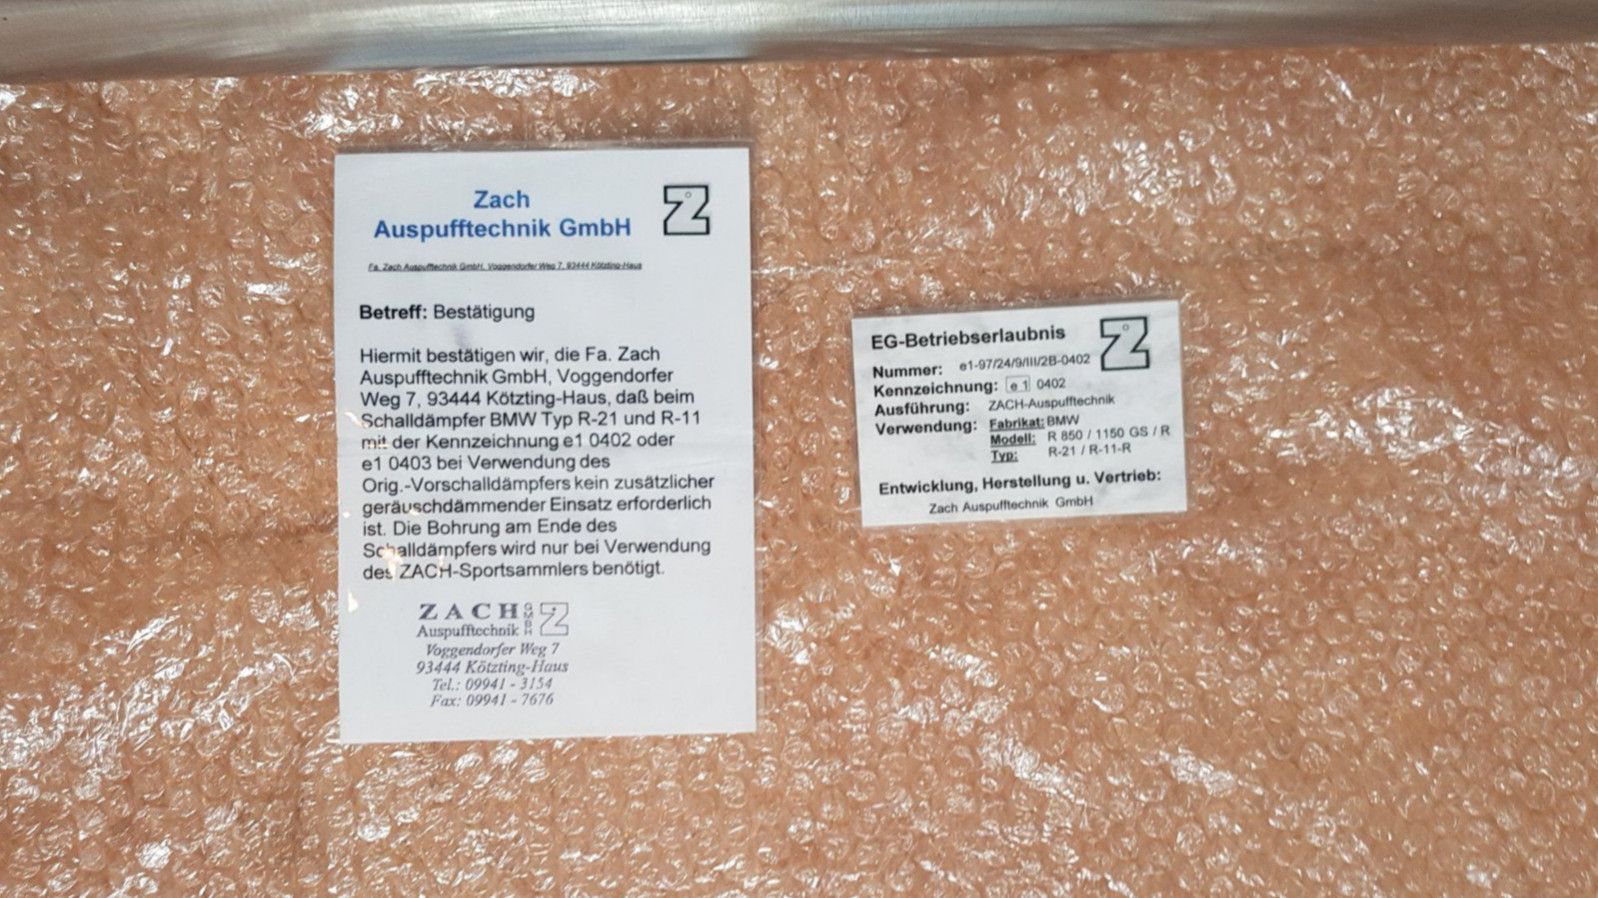 Zach
Auspufftechnik GmbH
Z
Fa. Zach Auspufftechnik GmbH, Voggendorfer Weg 7, 93444 Kötzting-Haus
Betreff: Bestätigung
Hiermit bestätigen wir, die Fa. Zach
Auspufftechnik GmbH, Voggendorfer
Weg 7, 93444 Kötzting-Haus, daß beim
Schalldämpfer BMW Typ R-21 und R-11
mit der Kennzeichnung e1 0402 oder
e1 0403 bei Verwendung des
Orig.-Vorschalldämpfers kein zusätzlicher
geräuschdämmender Einsatz erforderlich
ist. Die Bohrung am Ende des
Schalldämpfers wird nur bei Verwendung
des ZACH-Sportsammlers benötigt.
ZACH GMBH Z
Auspufftechnik
Voggendorfer Weg 7
93444 Kötzting-Haus
Tel.: 09941 - 3154
Fax: 09941 - 7676
EG-Betriebserlaubnis
Z
Nummer: e1-97/24/9/III/2B-0402
Kennzeichnung: e 1 0402
Ausführung: ZACH-Auspufftechnik
Verwendung: Fabrikat: BMW
Modell: R 850 / 1150 GS / R
Typ: R-21 / R-11-R
Entwicklung, Herstellung u. Vertrieb:
Zach Auspufftechnik GmbH